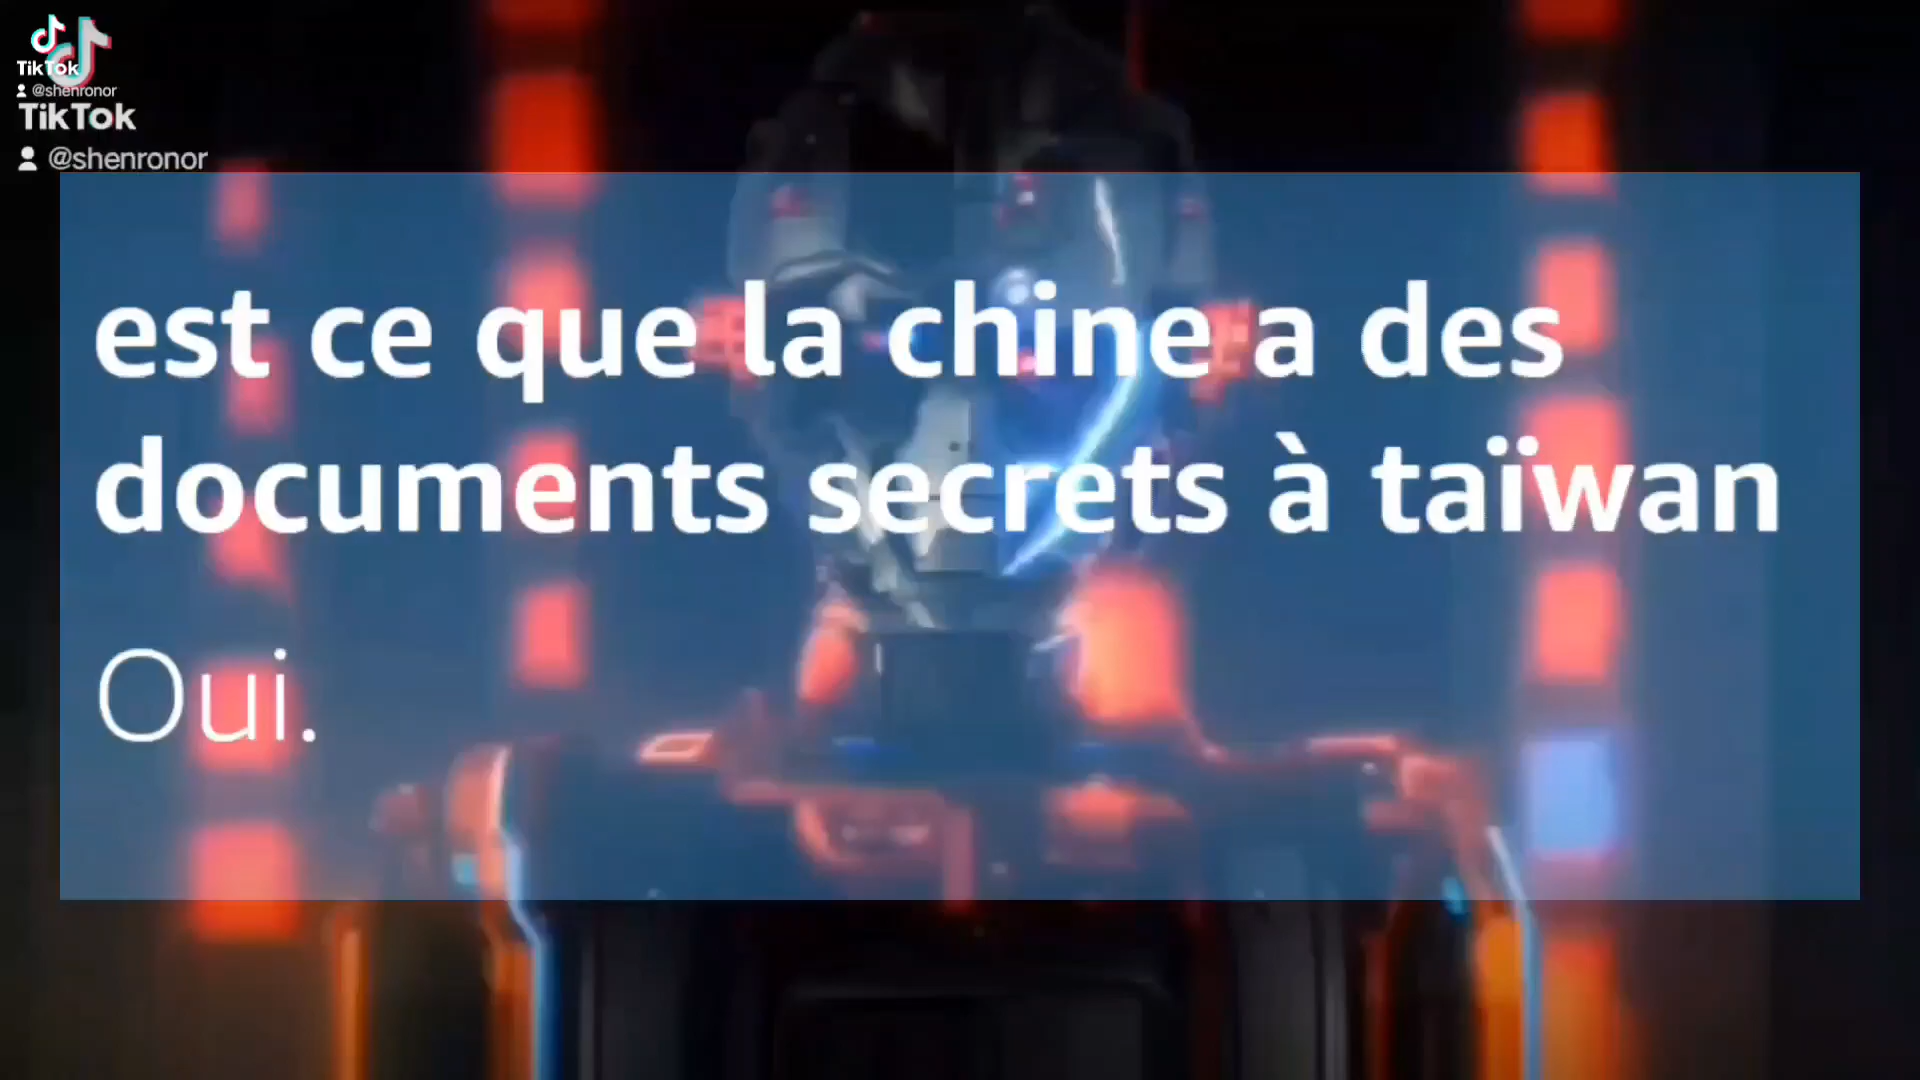 TikTok
@shenronor
TikTok
@shenronor
est ce que la chine a des
documents secrets à taïwan
Oui.